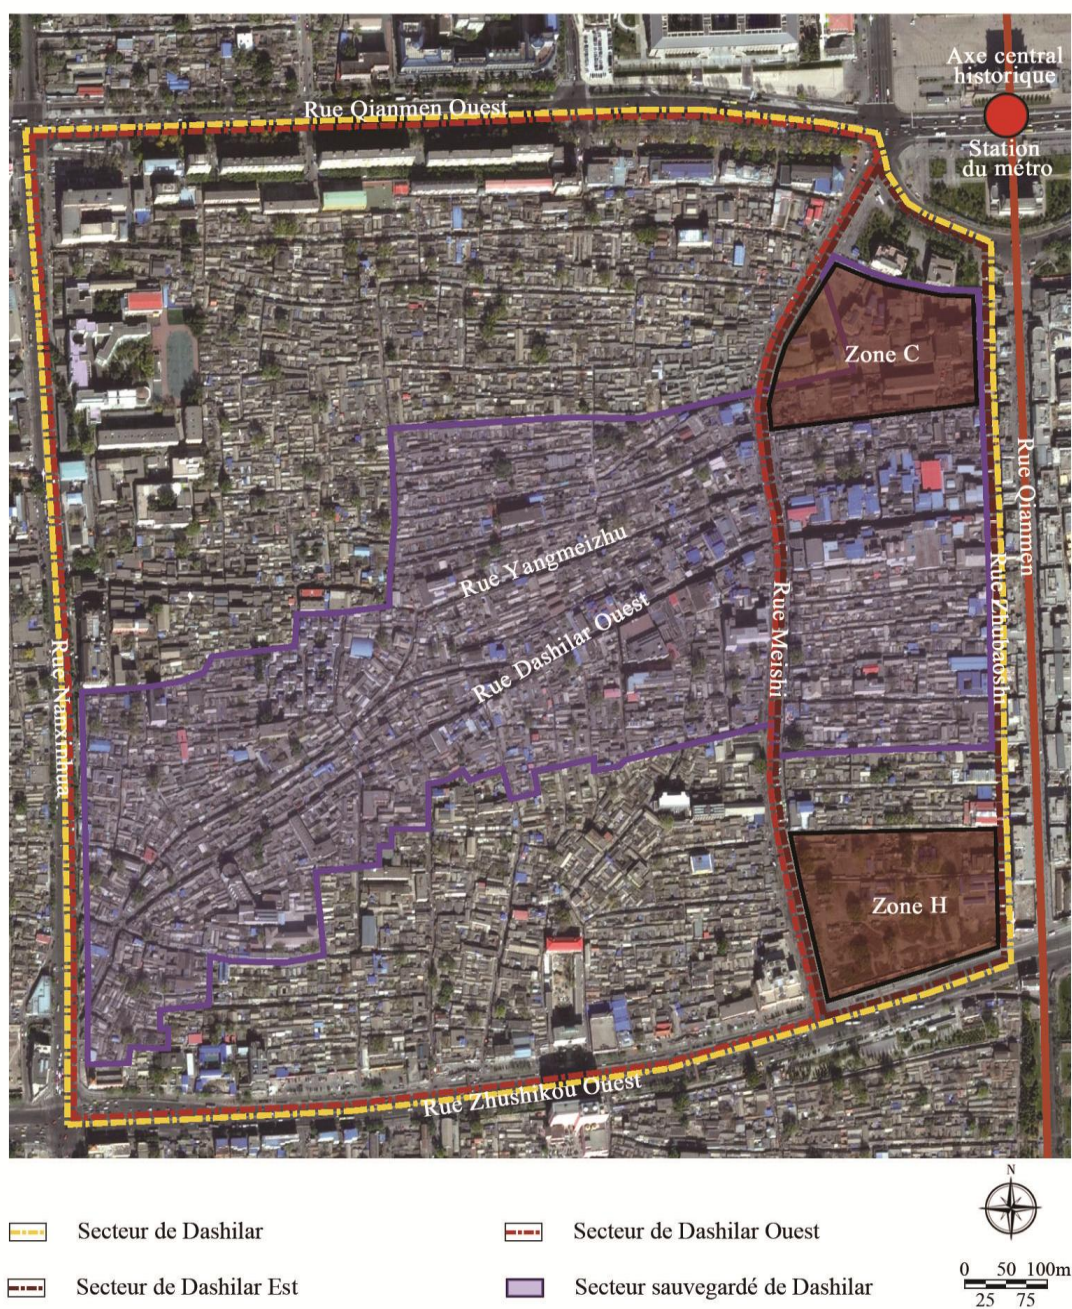 Axe central
historique
Rue Qianmen Ouest
Station
du métro
Zone C
Rue Qianmen
Rue Yangmeizhu
Rue Dashilar Ouest
Rue Meishi
Rue Zhubaoshi
Rue Nanxinhua
Zone H
Rue Zhushikou Ouest
N
Secteur de Dashilar
Secteur de Dashilar Ouest
Secteur de Dashilar Est
Secteur sauvegardé de Dashilar
0 50 100m
25 75